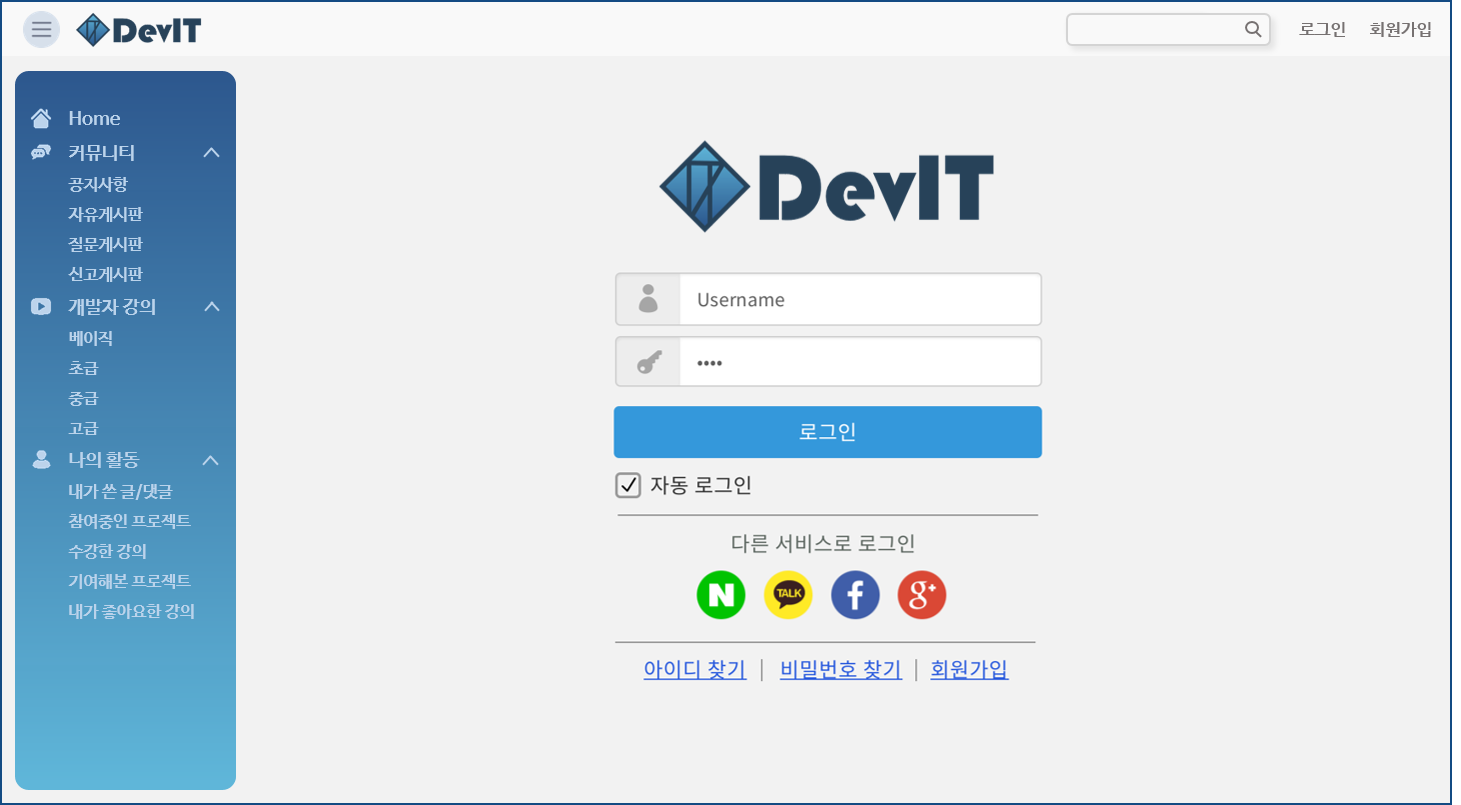 DevIT
로그인 회원가입
Home
커뮤니티
공지사항
자유게시판
질문게시판
신고게시판
개발자 강의
베이직
초급
중급
고급
나의 활동
내가 쓴 글/댓글
참여중인 프로젝트
수강한 강의
기여해본 프로젝트
내가 좋아요한 강의
DevIT
Username
••••
로그인
자동 로그인
다른 서비스로 로그인
N TALK f g+
아이디 찾기 | 비밀번호 찾기 | 회원가입